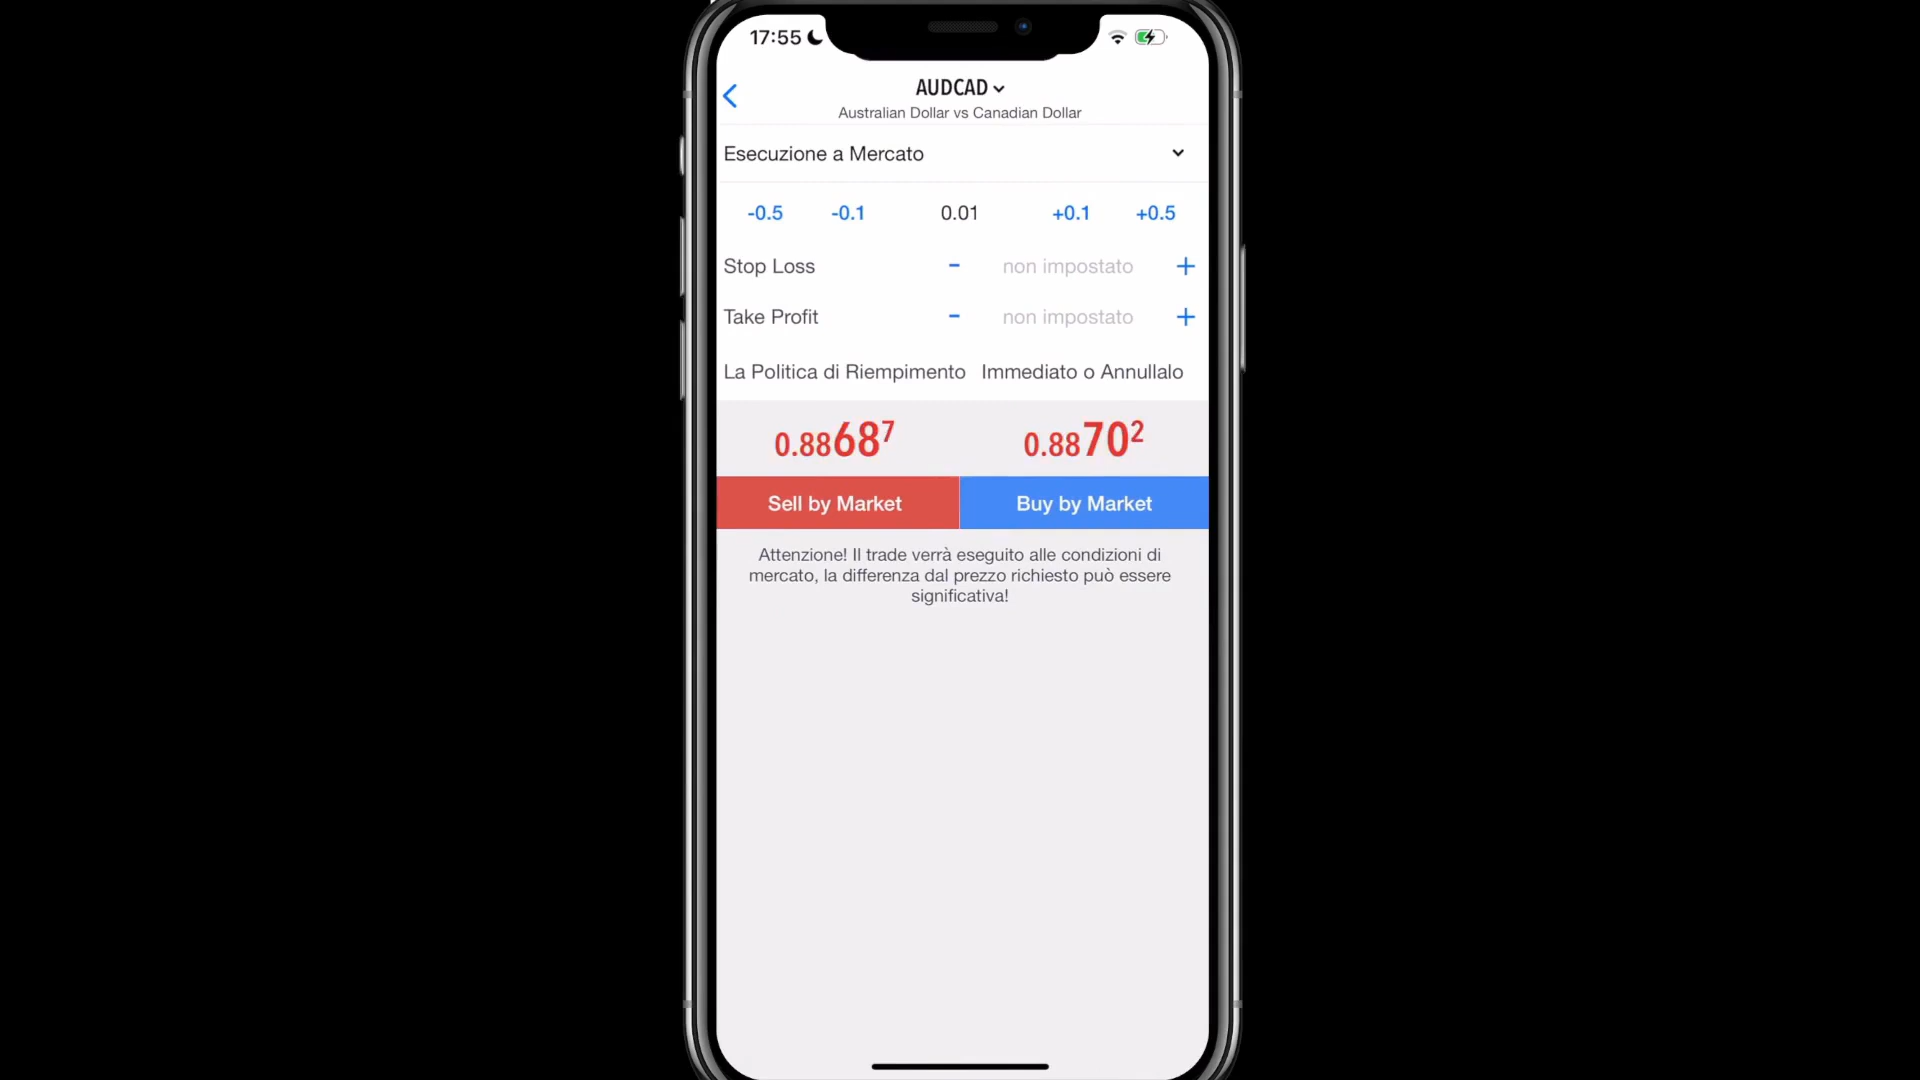 17:55
AUDCAD
Australian Dollar vs Canadian Dollar
Esecuzione a Mercato
-0.5 -0.1 0.01 +0.1 +0.5
Stop Loss - non impostato +
Take Profit - non impostato +
La Politica di Riempimento Immediato o Annullalo
0.88687 0.88702
Sell by Market Buy by Market
Attenzione! Il trade verrà eseguito alle condizioni di
mercato, la differenza dal prezzo richiesto può essere
significativa!